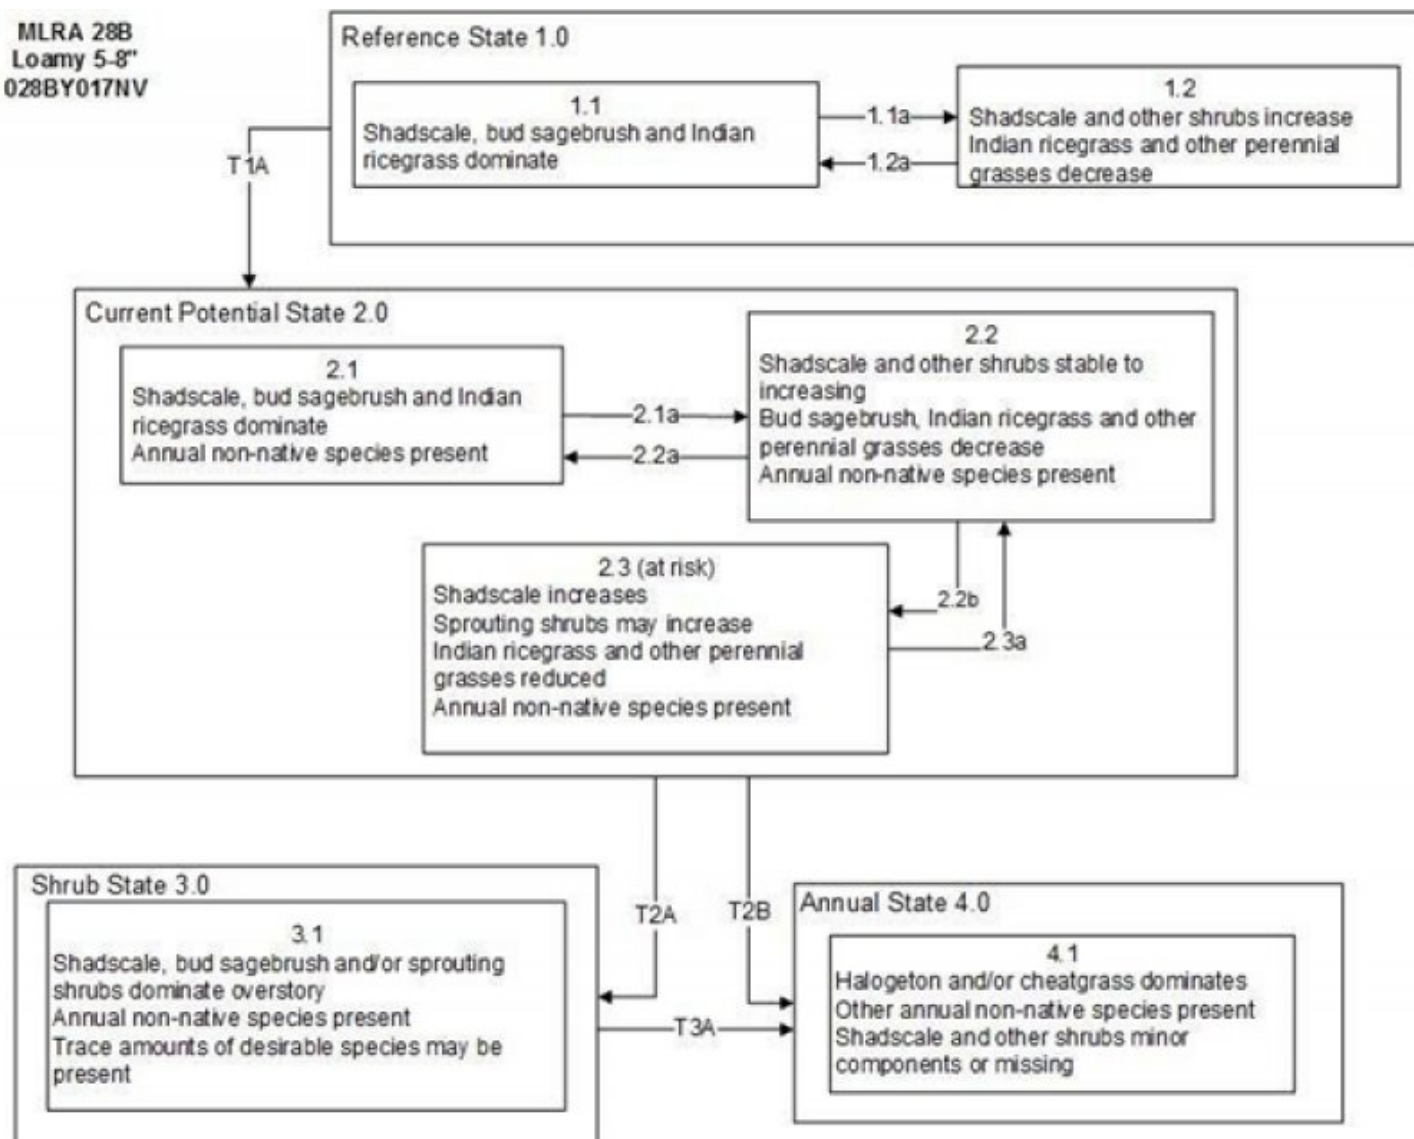 MLRA 28B
Loamy 5-8"
028BY017NV
Reference State 1.0
1.1
Shadscale, bud sagebrush and Indian
ricegrass dominate
1.1a
1.2a
1.2
Shadscale and other shrubs increase
Indian ricegrass and other perennial
grasses decrease
T1A
Current Potential State 2.0
2.1
Shadscale, bud sagebrush and Indian
ricegrass dominate
Annual non-native species present
2.1a
2.2a
2.2
Shadscale and other shrubs stable to
increasing
Bud sagebrush, Indian ricegrass and other
perennial grasses decrease
Annual non-native species present
2.3 (at risk)
Shadscale increases
Sprouting shrubs may increase
Indian ricegrass and other perennial
grasses reduced
Annual non-native species present
2.2b
2.3a
T2A
T2B
Shrub State 3.0
3.1
Shadscale, bud sagebrush and/or sprouting
shrubs dominate overstory
Annual non-native species present
Trace amounts of desirable species may be
present
T3A
Annual State 4.0
4.1
Halogeton and/or cheatgrass dominates
Other annual non-native species present
Shadscale and other shrubs minor
components or missing